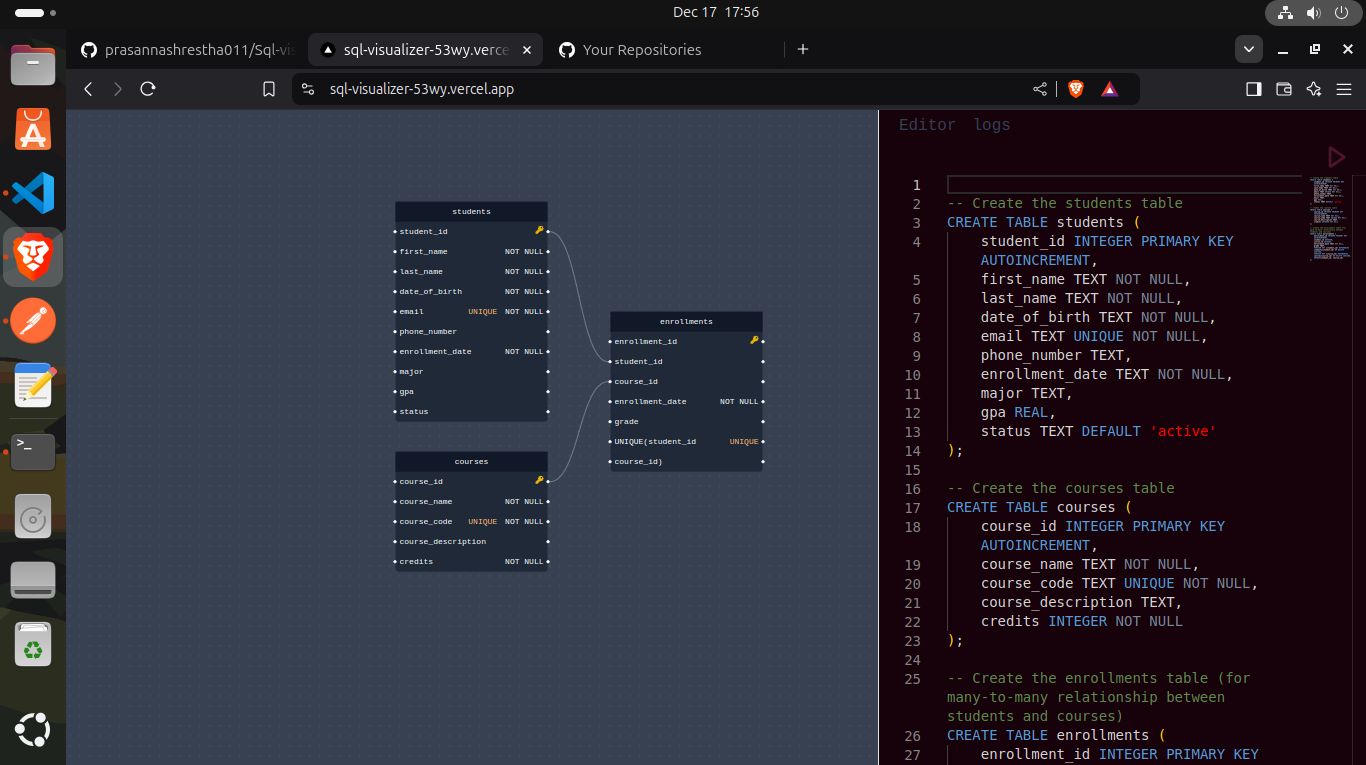 Dec 17 17:56
prasannashrestha011/Sql-vis
sql-visualizer-53wy.verce
Your Repositories
sql-visualizer-53wy.vercel.app
students
student_id
first_name NOT NULL
last_name NOT NULL
date_of_birth NOT NULL
email UNIQUE NOT NULL
phone_number
enrollment_date NOT NULL
major
gpa
status
courses
course_id
course_name NOT NULL
course_code UNIQUE NOT NULL
course_description
credits NOT NULL
enrollments
enrollment_id
student_id
course_id
enrollment_date NOT NULL
grade
UNIQUE(student_id UNIQUE
course_id)
Editor logs
1
2 -- Create the students table
3 CREATE TABLE students (
4 student_id INTEGER PRIMARY KEY
AUTOINCREMENT,
5 first_name TEXT NOT NULL,
6 last_name TEXT NOT NULL,
7 date_of_birth TEXT NOT NULL,
8 email TEXT UNIQUE NOT NULL,
9 phone_number TEXT,
10 enrollment_date TEXT NOT NULL,
11 major TEXT,
12 gpa REAL,
13 status TEXT DEFAULT 'active'
14 );
15
16 -- Create the courses table
17 CREATE TABLE courses (
18 course_id INTEGER PRIMARY KEY
AUTOINCREMENT,
19 course_name TEXT NOT NULL,
20 course_code TEXT UNIQUE NOT NULL,
21 course_description TEXT,
22 credits INTEGER NOT NULL
23 );
24
25 -- Create the enrollments table (for
many-to-many relationship between
students and courses)
26 CREATE TABLE enrollments (
27 enrollment_id INTEGER PRIMARY KEY